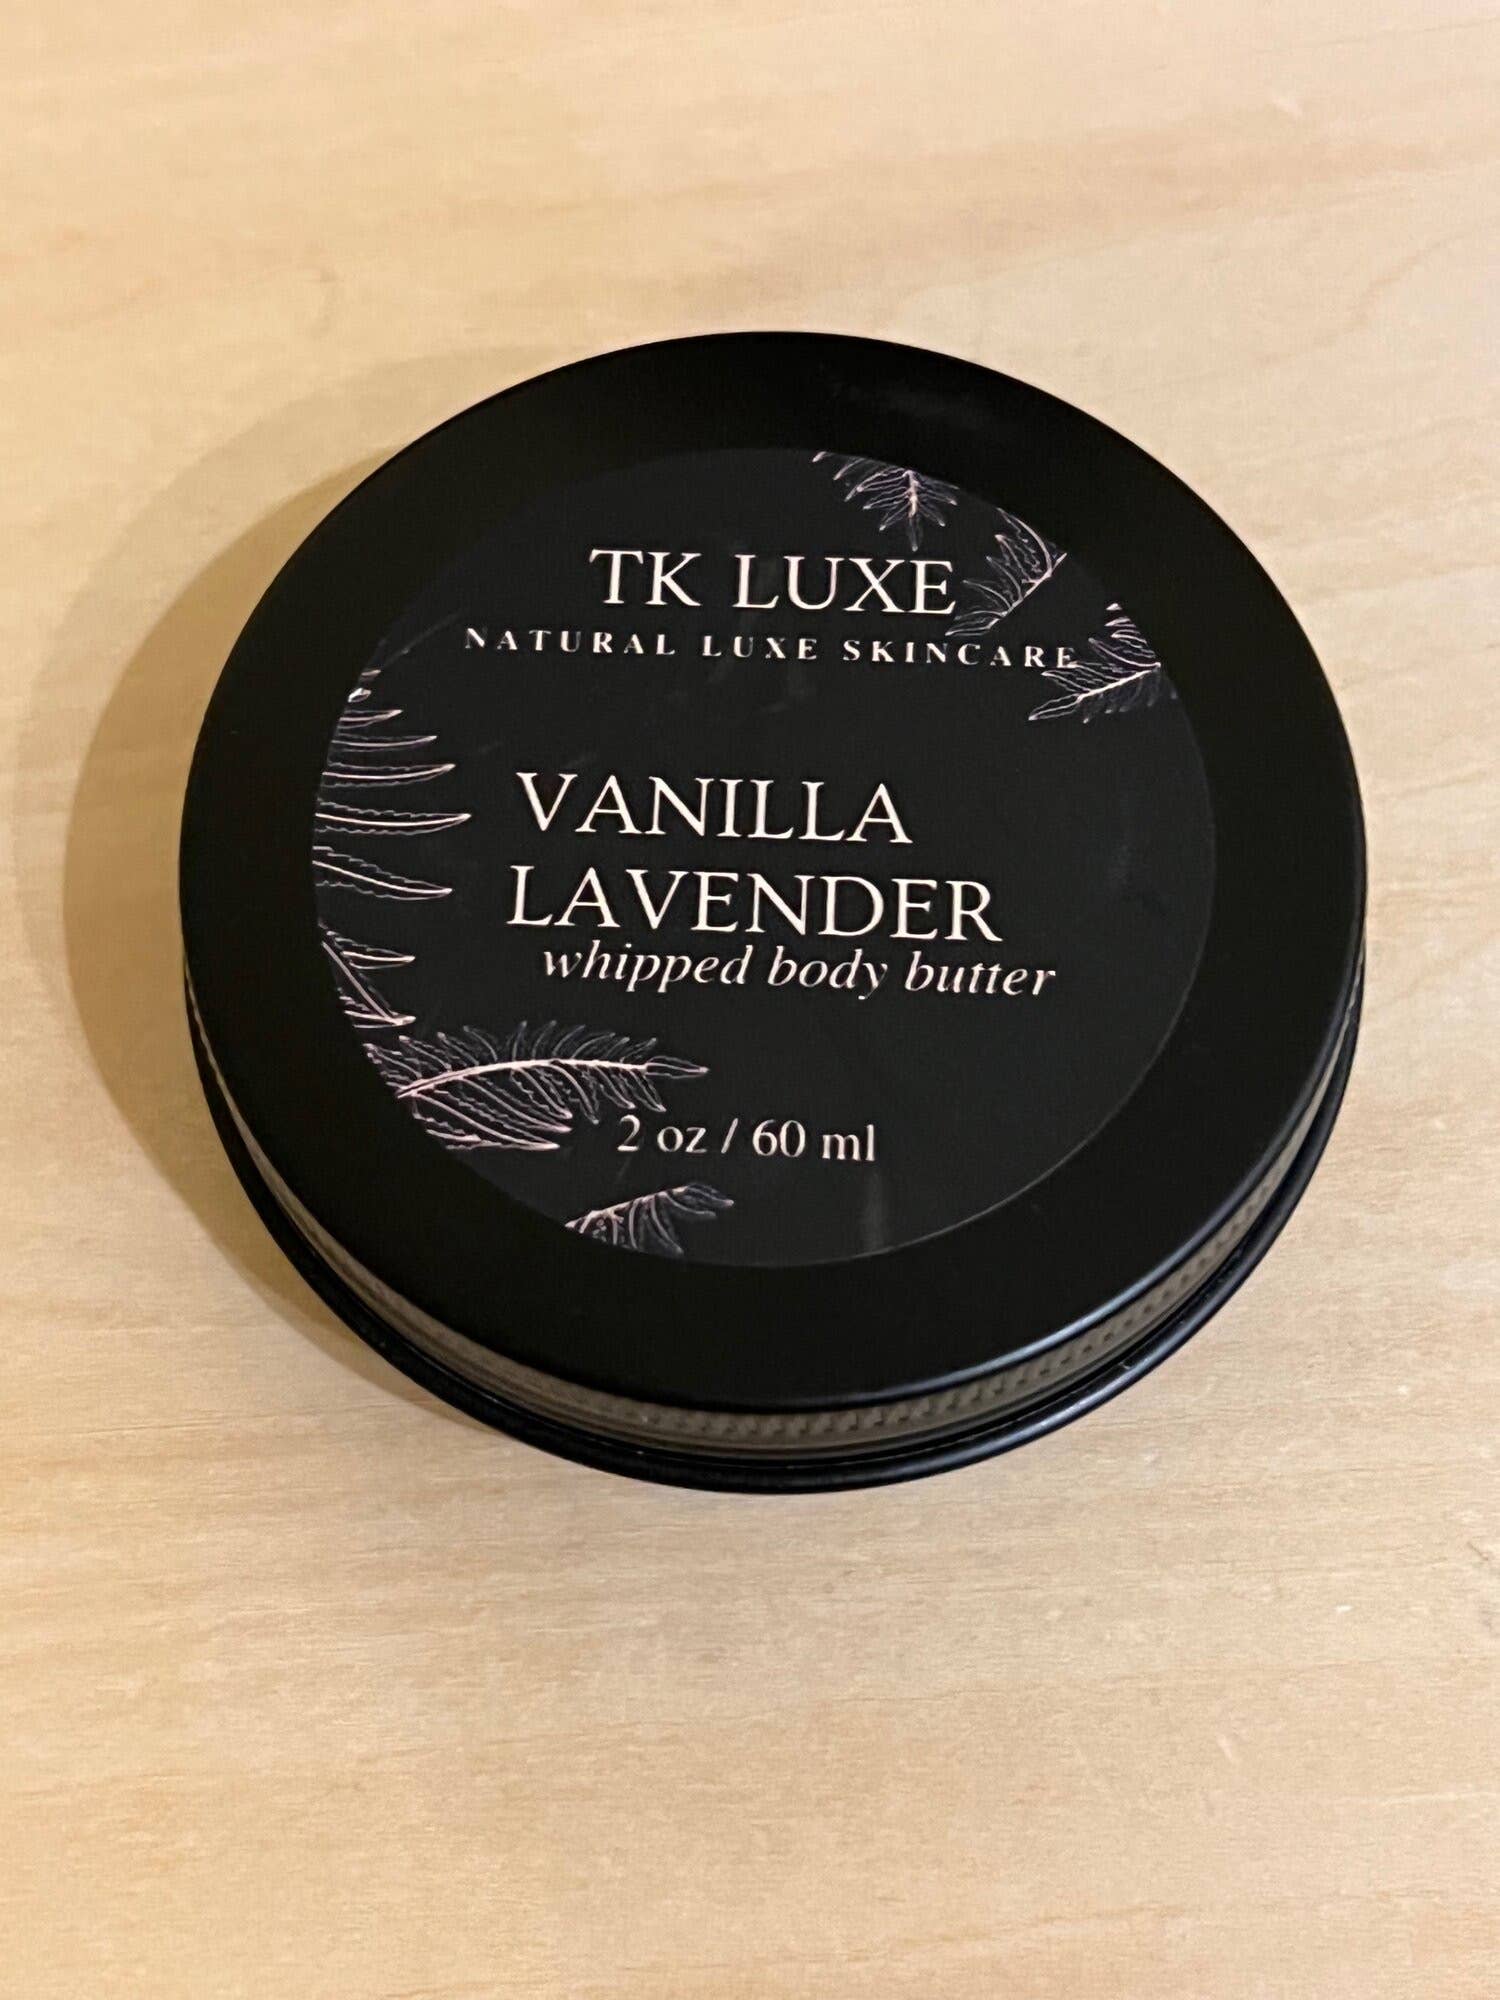 TK LUXE
NATURAL LUXE SKINCARE
VANILLA
LAVENDER
whipped body butter
2 oz / 60 ml